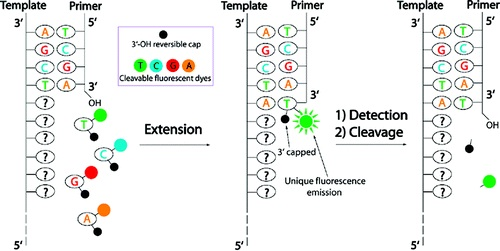 Template Primer
3' 5'
A T
G C
C G
T A
3'
? OH
? T
?
? C
? G
?
A
5'
3'-OH reversible cap
T C G A
Cleavable fluorescent dyes
Extension
Template Primer
3' 5'
A T
G C
C G
T A
3'
A T
?
? 3' capped
?
?
? Unique fluorescence
emission
5'
1) Detection
2) Cleavage
Template Primer
3' 5'
A T
G C
C G
T A
A T
3'
? OH
?
?
?
?
5'